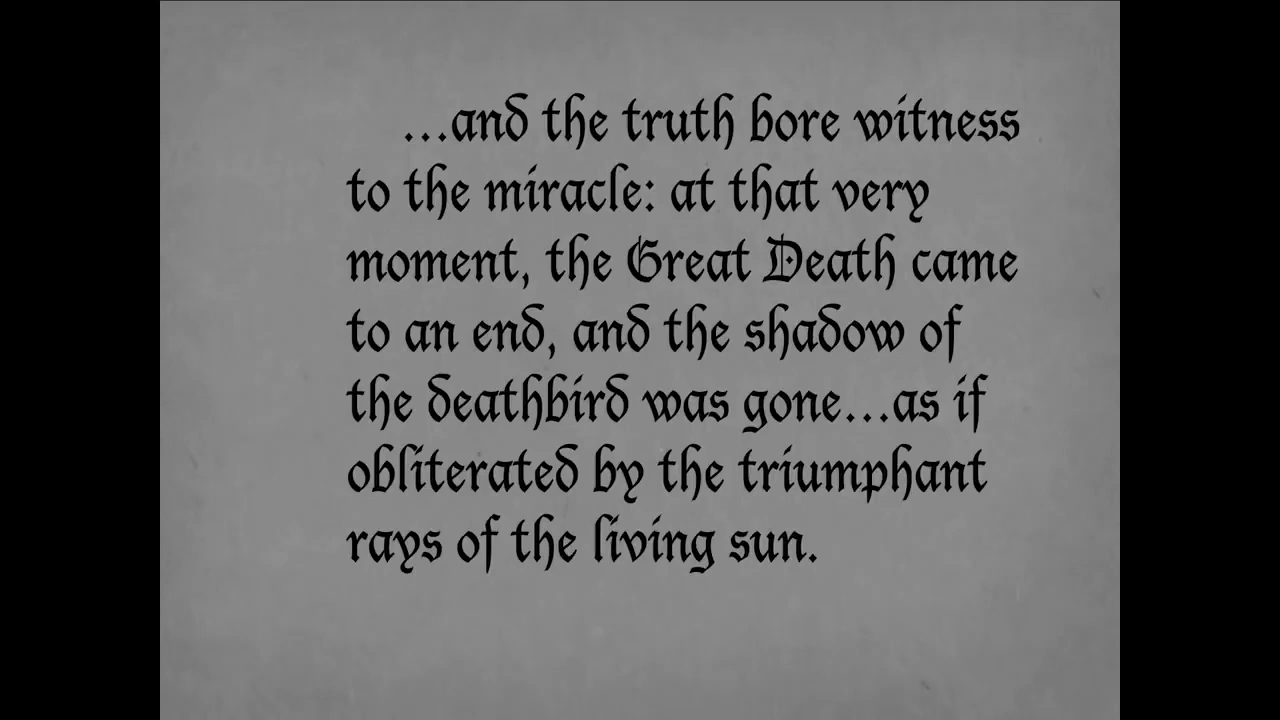 ...and the truth bore witness
to the miracle: at that very
moment, the Great Death came
to an end, and the shadow of
the deathbird was gone...as if
obliterated by the triumphant
rays of the living sun.